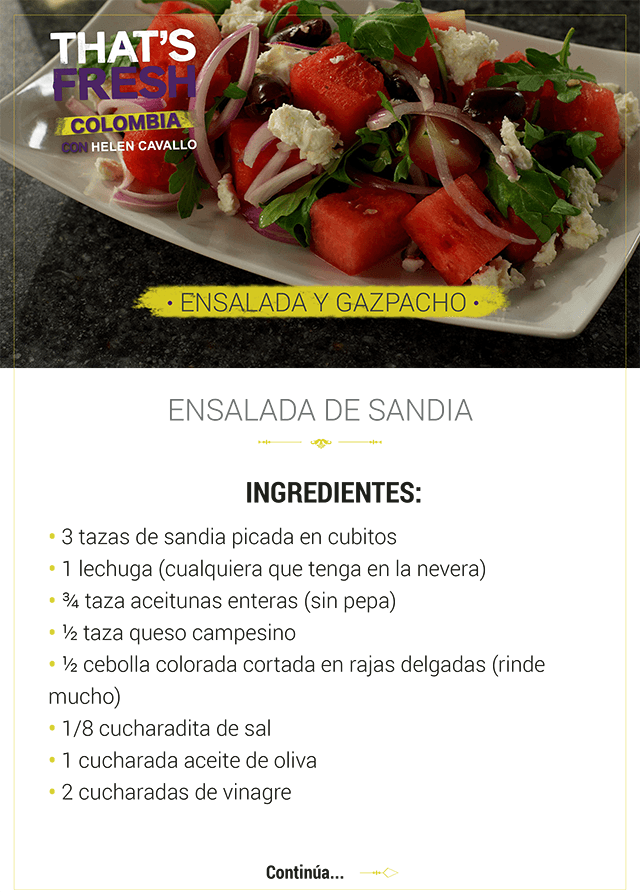 THAT'S
FRESH
COLOMBIA
CON HELEN CAVALLO
• ENSALADA Y GAZPACHO •
ENSALADA DE SANDIA
INGREDIENTES:
• 3 tazas de sandia picada en cubitos
• 1 lechuga (cualquiera que tenga en la nevera)
• ¾ taza aceitunas enteras (sin pepa)
• ½ taza queso campesino
• ½ cebolla colorada cortada en rajas delgadas (rinde
mucho)
• 1/8 cucharadita de sal
• 1 cucharada aceite de oliva
• 2 cucharadas de vinagre
Continúa...